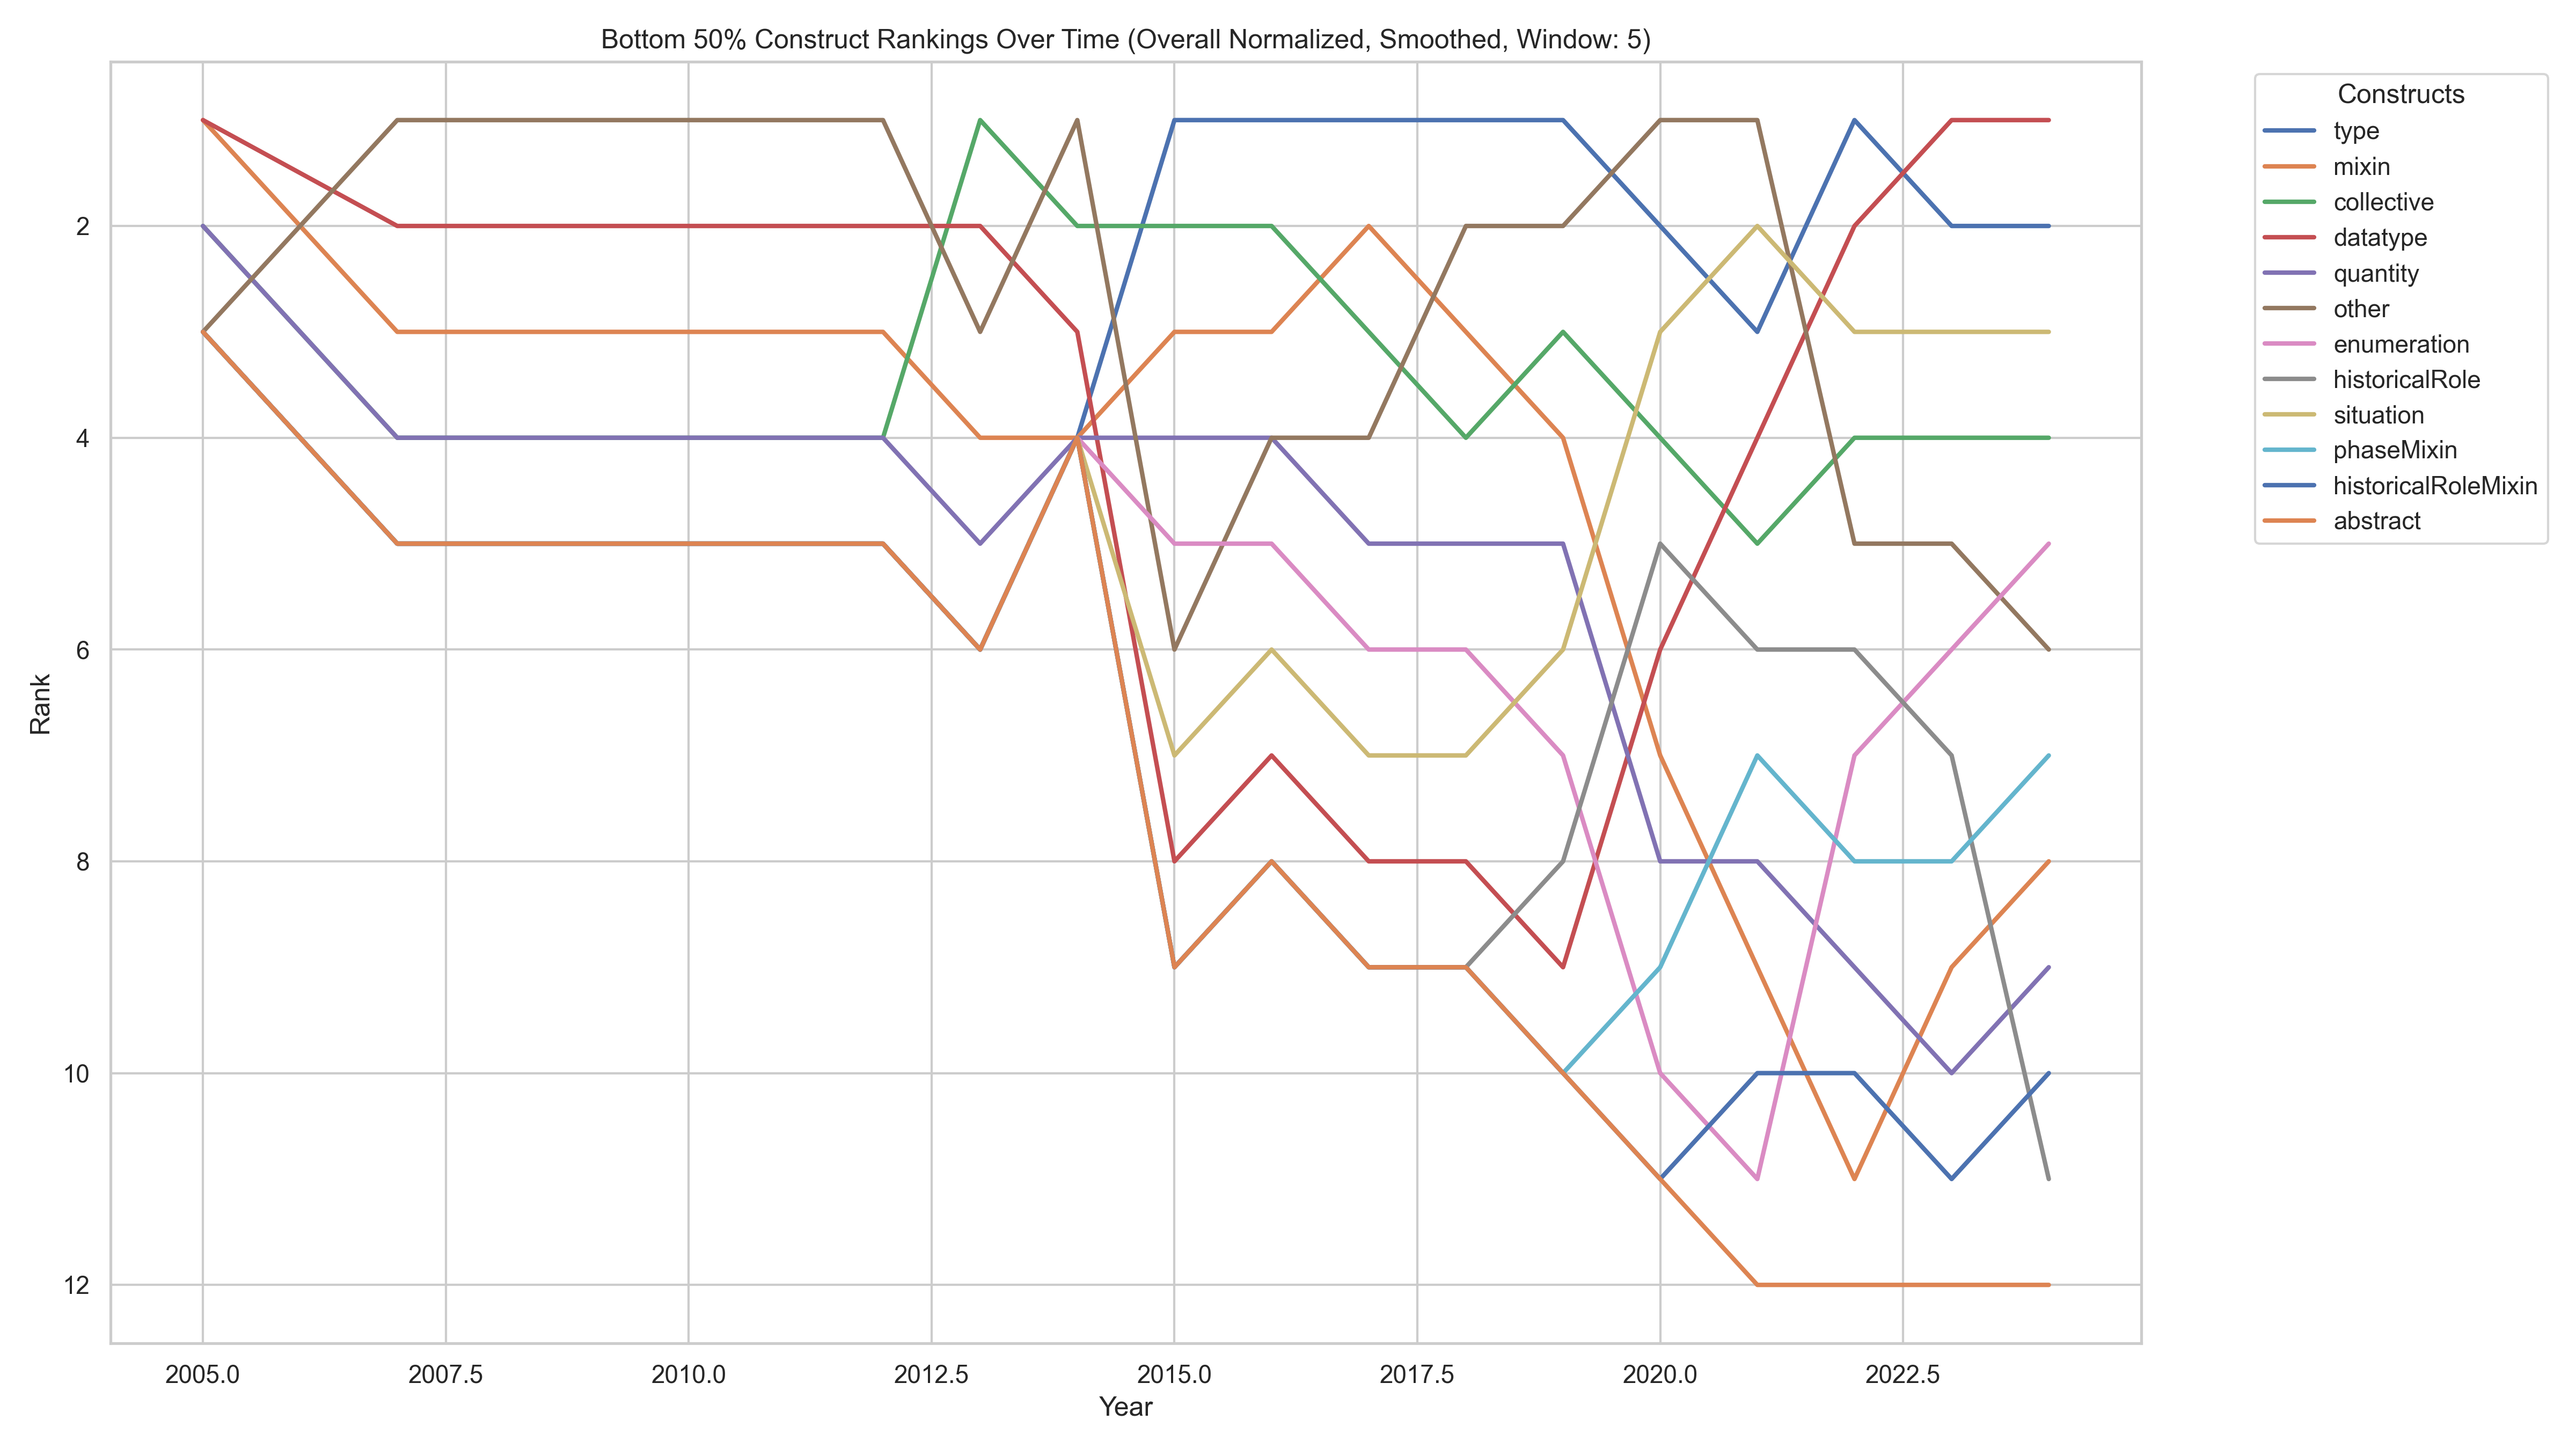 Bottom 50% Construct Rankings Over Time (Overall Normalized, Smoothed, Window: 5)
Constructs
type
mixin
collective
datatype
quantity
other
enumeration
historicalRole
situation
phaseMixin
historicalRoleMixin
abstract
Rank
2
4
6
8
10
12
2005.0 2007.5 2010.0 2012.5 2015.0 2017.5 2020.0 2022.5
Year